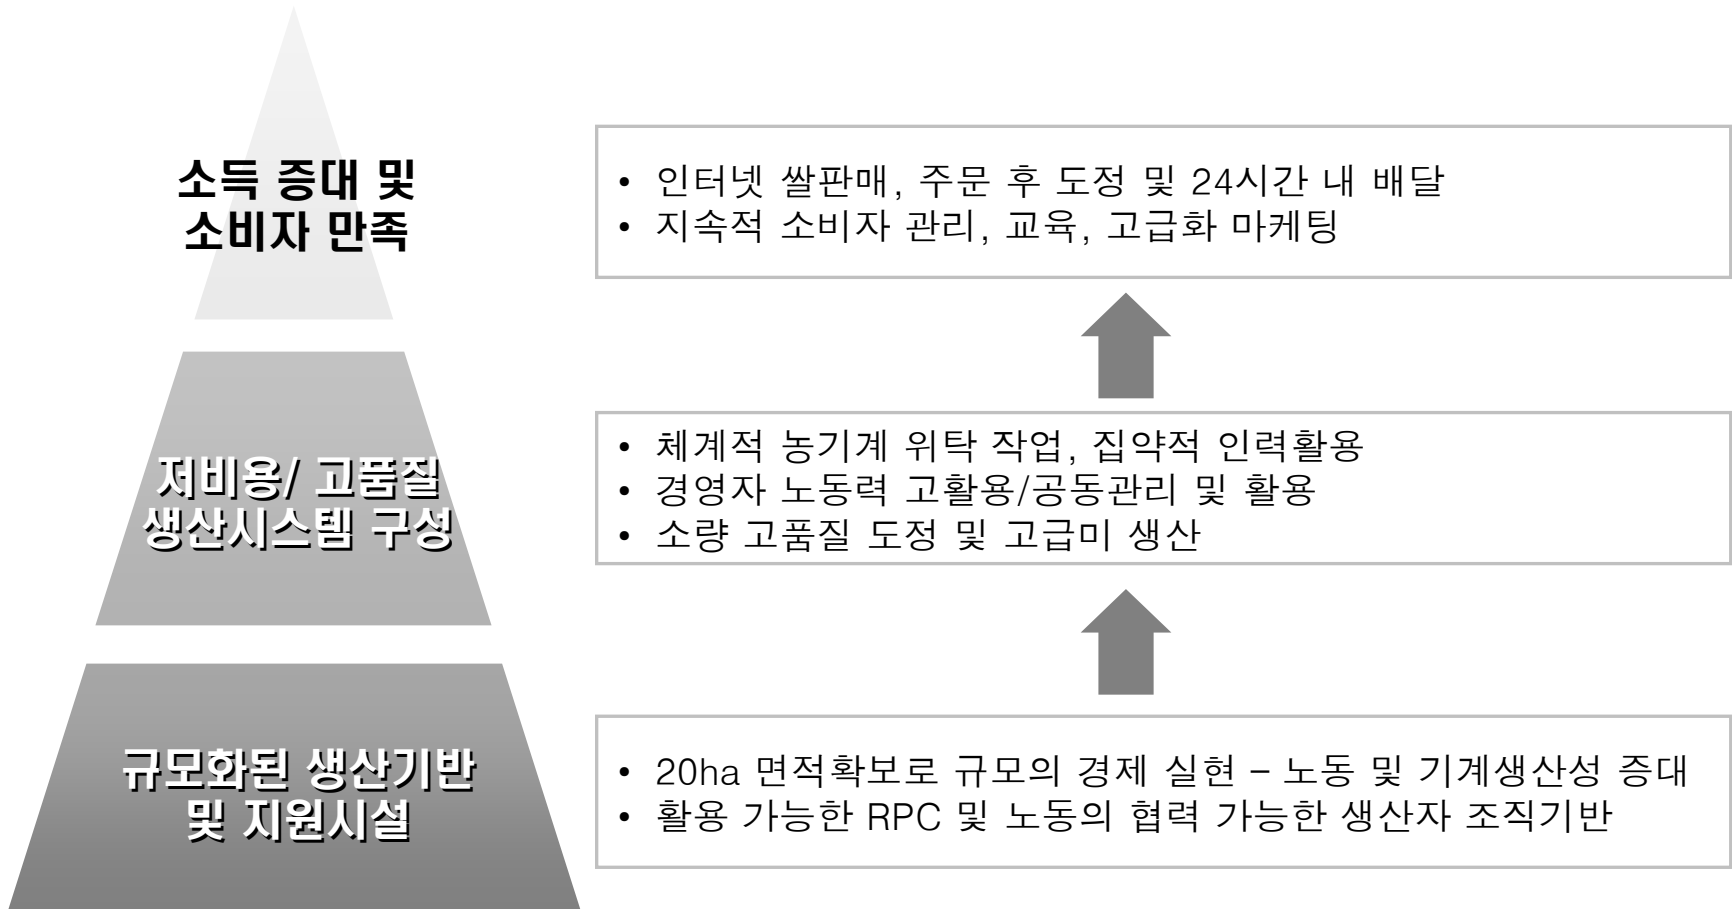 소득 증대 및
소비자 만족
• 인터넷 쌀판매, 주문 후 도정 및 24시간 내 배달
• 지속적 소비자 관리, 교육, 고급화 마케팅
저비용/ 고품질
생산시스템 구성
• 체계적 농기계 위탁 작업, 집약적 인력활용
• 경영자 노동력 고활용/공동관리 및 활용
• 소량 고품질 도정 및 고급미 생산
규모화된 생산기반
및 지원시설
• 20ha 면적확보로 규모의 경제 실현 – 노동 및 기계생산성 증대
• 활용 가능한 RPC 및 노동의 협력 가능한 생산자 조직기반